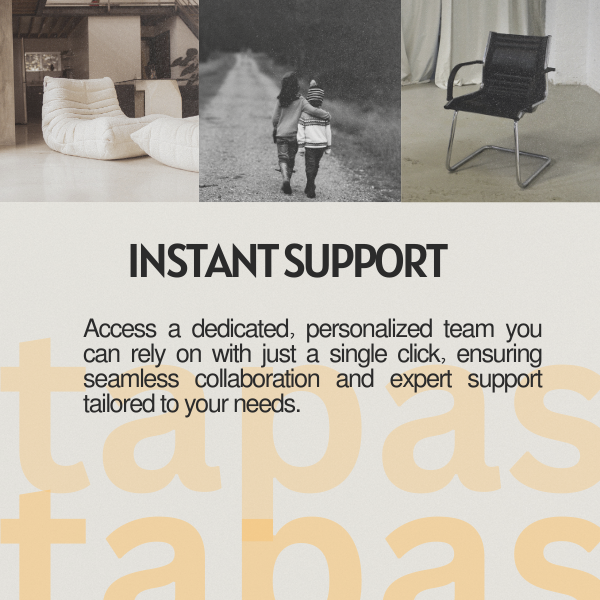 INSTANT SUPPORT
Access a dedicated, personalized team you
can rely on with just a single click, ensuring
seamless collaboration and expert support
tailored to your needs.
tapas
tapas